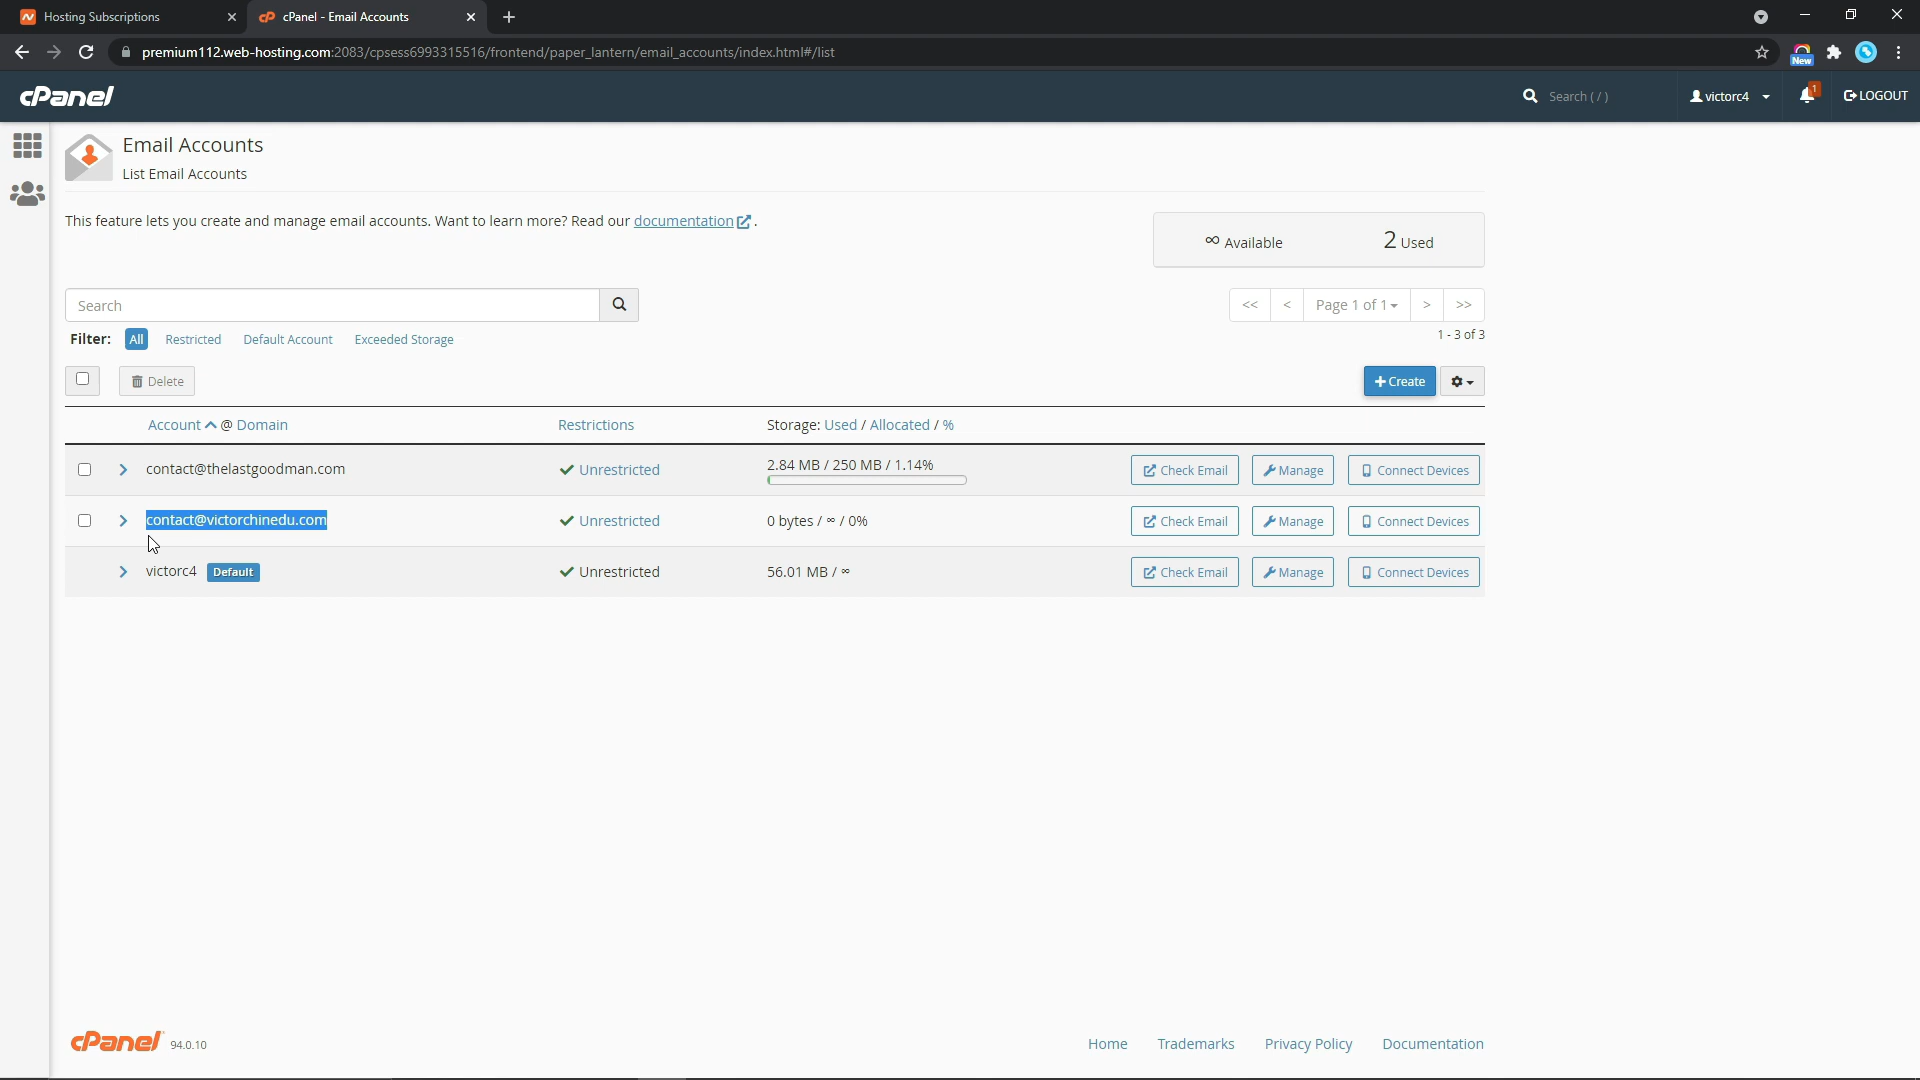 Hosting Subscriptions
cPanel - Email Accounts
premium112.web-hosting.com:2083/cpsess6993315516/frontend/paper_lantern/email_accounts/index.html#/list
New
cPanel
Search ( / )
victorc4
1
LOGOUT
Email Accounts
List Email Accounts
This feature lets you create and manage email accounts. Want to learn more? Read our documentation .
∞ Available 2 Used
Search
<< < Page 1 of 1 > >>
Filter: All Restricted Default Account Exceeded Storage
1 - 3 of 3
Delete
+ Create
Account @ Domain Restrictions Storage: Used / Allocated / %
contact@thelastgoodman.com Unrestricted 2.84 MB / 250 MB / 1.14% Check Email Manage Connect Devices
contact@victorchinedu.com Unrestricted 0 bytes / ∞ / 0% Check Email Manage Connect Devices
victorc4 Default Unrestricted 56.01 MB / ∞ Check Email Manage Connect Devices
cPanel 94.0.10
Home Trademarks Privacy Policy Documentation